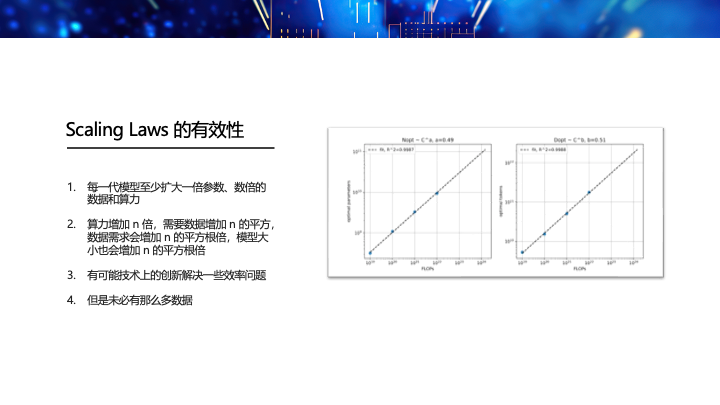 Scaling Laws 的有效性
1. 每一代模型至少扩大一倍参数、数倍的
数据和算力
2. 算力增加 n 倍，需要数据增加 n 的平方，
数据需求会增加 n 的平方根倍，模型大
小也会增加 n 的平方根倍
3. 有可能技术上的创新解决一些效率问题
4. 但是未必有那么多数据
Nopt ~ C^a, a=0.49
optimal parameters
FLOPs
Dopt ~ C^b, b=0.51
optimal tokens
FLOPs